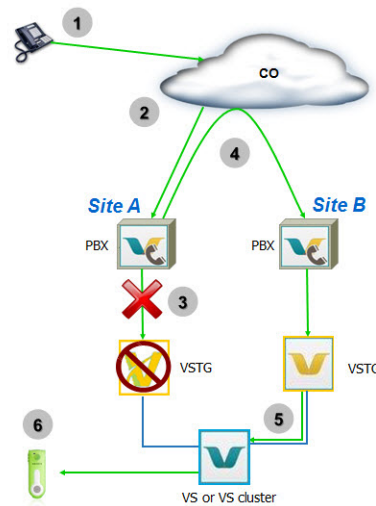 1
CO
2
4
Site A
Site B
PBX
PBX
3
VSTG
VSTG
5
6
VS or VS cluster